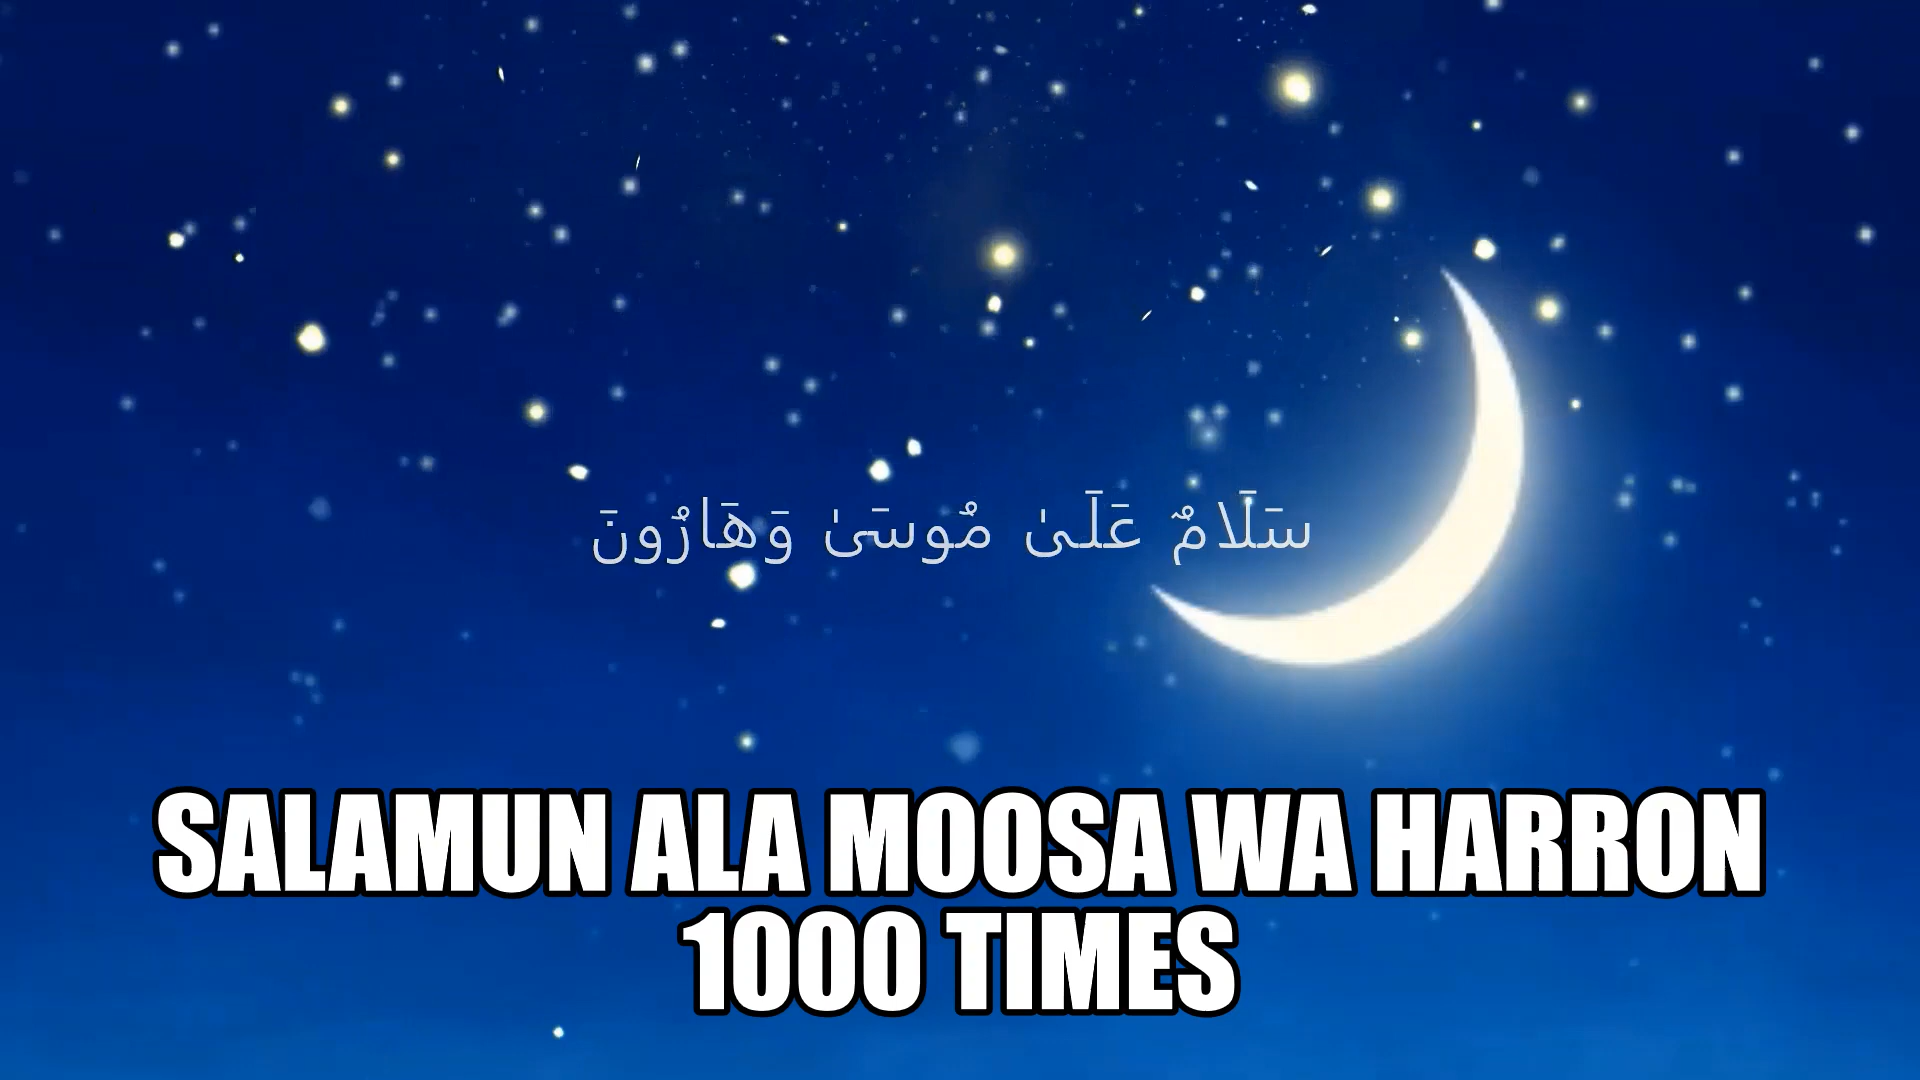 سَلَامٌ عَلَىٰ مُوسَىٰ وَهَارُونَ
SALAMUN ALA MOOSA WA HARRON
1000 TIMES